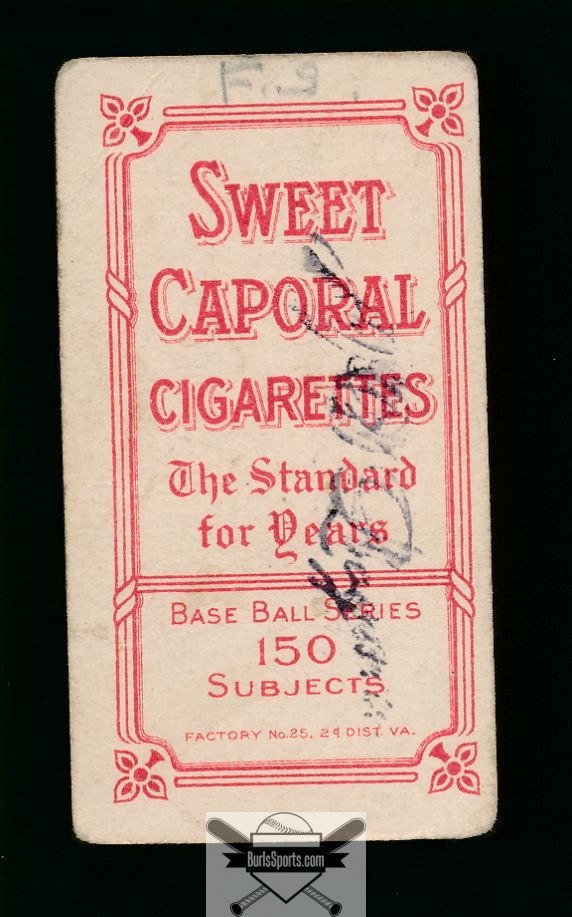 SWEET
CAPORAL
CIGARETTES
The Standard
for Years
BASE BALL SERIES
150
SUBJECTS
FACTORY No.25, 2d DIST. VA.
BurlsSports.com